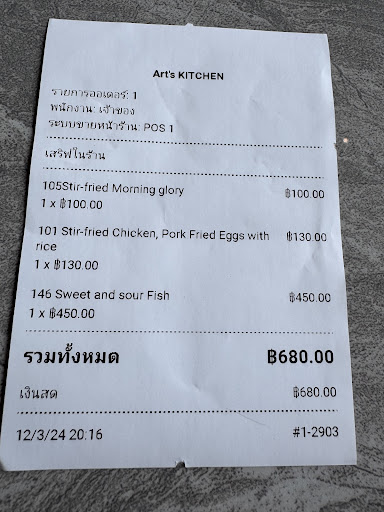 Art's KITCHEN
รายการออเดอร์: 1
พนักงาน: เจ้าของ
ระบบขายหน้าร้าน: POS 1
เสริฟในร้าน
105Stir-fried Morning glory ฿100.00
1 x ฿100.00
101 Stir-fried Chicken, Pork Fried Eggs with ฿130.00
rice
1 x ฿130.00
146 Sweet and sour Fish ฿450.00
1 x ฿450.00
รวมทั้งหมด ฿680.00
เงินสด ฿680.00
12/3/24 20:16 #1-2903